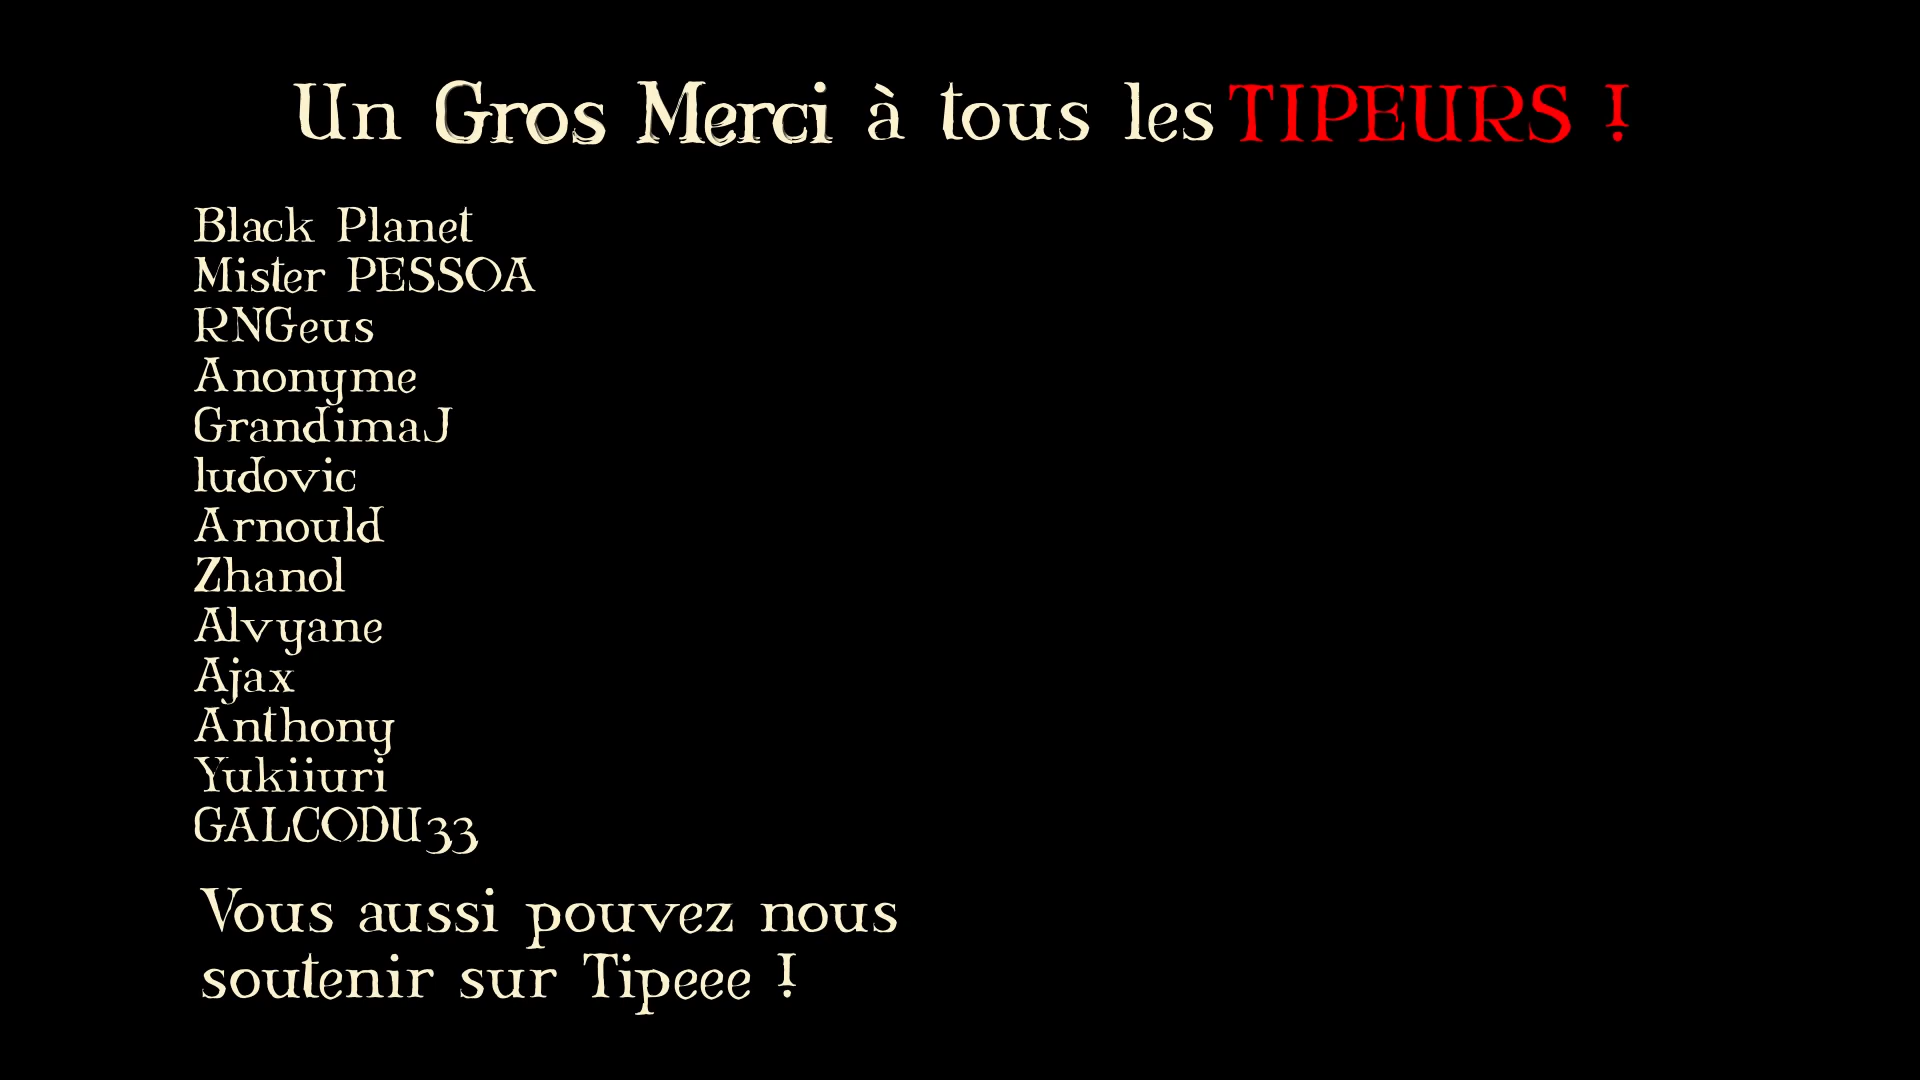 Un Gros Merci à tous les TIPEURS !
Black Planet
Mister PESSOA
RNGeus
Anonyme
GrandimaJ
ludovic
Arnould
Zhanol
Alvyane
Ajax
Anthony
Yukiiuri
GALCODU33
Vous aussi pouvez nous
soutenir sur Tipeee !